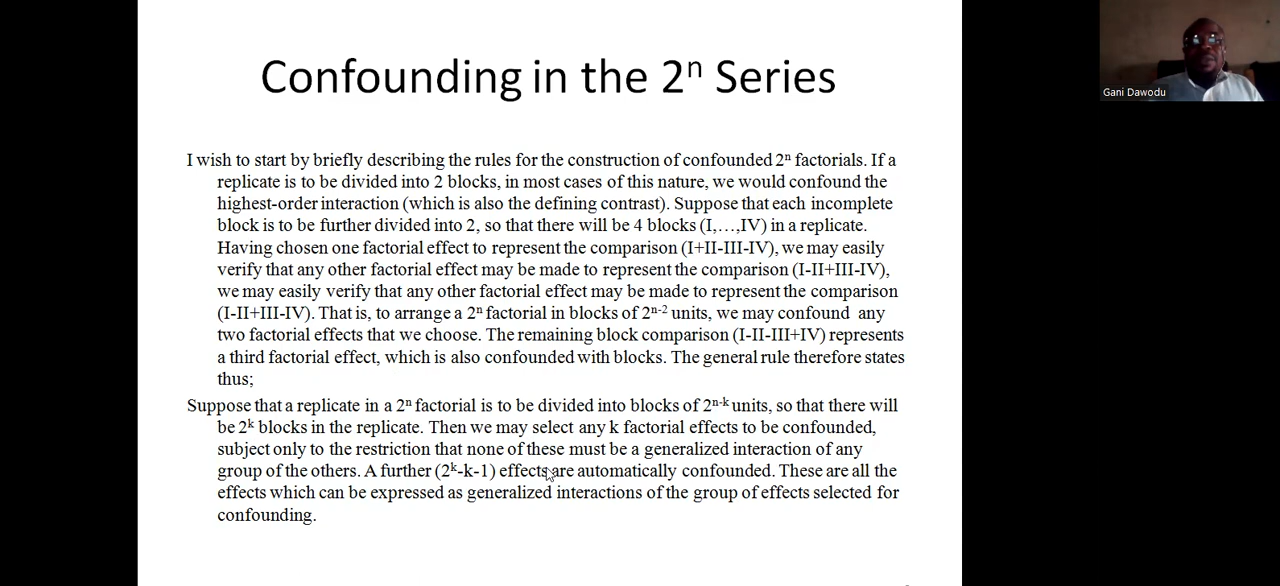 Confounding in the 2ⁿ Series
Gani Dawodu
I wish to start by briefly describing the rules for the construction of confounded 2ⁿ factorials. If a
replicate is to be divided into 2 blocks, in most cases of this nature, we would confound the
highest-order interaction (which is also the defining contrast). Suppose that each incomplete
block is to be further divided into 2, so that there will be 4 blocks (I,…,IV) in a replicate.
Having chosen one factorial effect to represent the comparison (I+II-III-IV), we may easily
verify that any other factorial effect may be made to represent the comparison (I-II+III-IV),
we may easily verify that any other factorial effect may be made to represent the comparison
(I-II+III-IV). That is, to arrange a 2ⁿ factorial in blocks of 2ⁿ⁻² units, we may confound any
two factorial effects that we choose. The remaining block comparison (I-II-III+IV) represents
a third factorial effect, which is also confounded with blocks. The general rule therefore states
thus;
Suppose that a replicate in a 2ⁿ factorial is to be divided into blocks of 2ⁿ⁻ᵏ units, so that there will
be 2ᵏ blocks in the replicate. Then we may select any k factorial effects to be confounded,
subject only to the restriction that none of these must be a generalized interaction of any
group of the others. A further (2ᵏ-k-1) effects are automatically confounded. These are all the
effects which can be expressed as generalized interactions of the group of effects selected for
confounding.